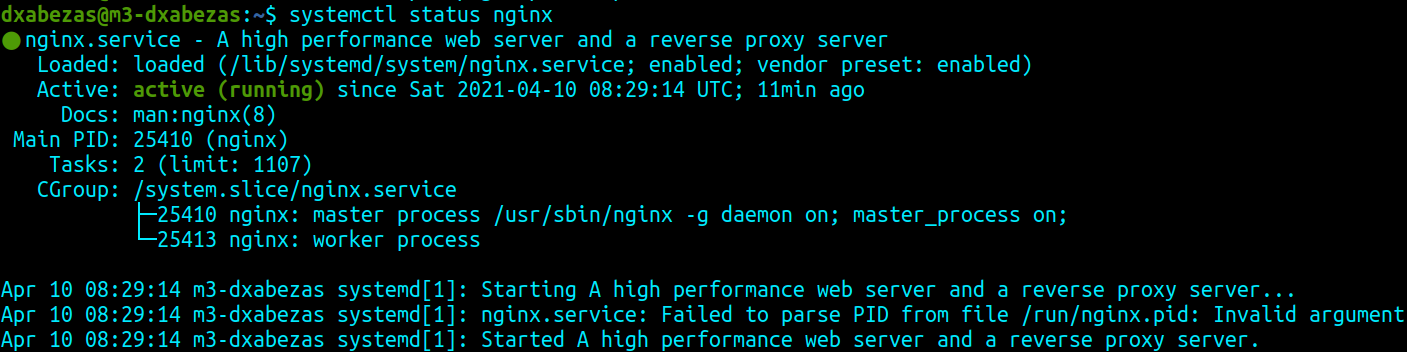 dxabezas@m3-dxabezas:~$ systemctl status nginx
● nginx.service - A high performance web server and a reverse proxy server
   Loaded: loaded (/lib/systemd/system/nginx.service; enabled; vendor preset: enabled)
   Active: active (running) since Sat 2021-04-10 08:29:14 UTC; 11min ago
     Docs: man:nginx(8)
 Main PID: 25410 (nginx)
    Tasks: 2 (limit: 1107)
   CGroup: /system.slice/nginx.service
           ├─25410 nginx: master process /usr/sbin/nginx -g daemon on; master_process on;
           └─25413 nginx: worker process

Apr 10 08:29:14 m3-dxabezas systemd[1]: Starting A high performance web server and a reverse proxy server...
Apr 10 08:29:14 m3-dxabezas systemd[1]: nginx.service: Failed to parse PID from file /run/nginx.pid: Invalid argument
Apr 10 08:29:14 m3-dxabezas systemd[1]: Started A high performance web server and a reverse proxy server.